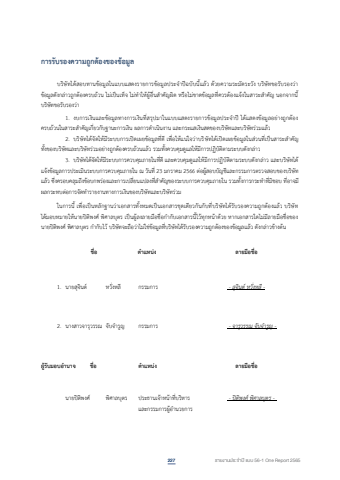 การรับรองความถูกต้องของข้อมูล
บริษัทได้สอบทานข้อมูลในแบบแสดงรายการข้อมูลประจำปีฉบับนี้แล้ว ด้วยความระมัดระวัง บริษัทขอรับรองว่า
ข้อมูลดังกล่าวถูกต้องครบถ้วน ไม่เป็นเท็จ ไม่ทำให้ผู้อื่นสำคัญผิด หรือไม่ขาดข้อมูลที่ควรต้องแจ้งในสาระสำคัญ นอกจากนี้
บริษัทขอรับรองว่า
1. งบการเงินและข้อมูลทางการเงินที่สรุปมาในแบบแสดงรายการข้อมูลประจำปี ได้แสดงข้อมูลอย่างถูกต้อง
ครบถ้วนในสาระสำคัญเกี่ยวกับฐานะการเงิน ผลการดำเนินงาน และกระแสเงินสดของบริษัทและบริษัทร่วมแล้ว
2. บริษัทได้จัดให้มีระบบการเปิดเผยข้อมูลที่ดี เพื่อให้แน่ใจว่าบริษัทได้เปิดเผยข้อมูลในส่วนที่เป็นสาระสำคัญ
ทั้งของบริษัทและบริษัทร่วมอย่างถูกต้องครบถ้วนแล้ว รวมทั้งควบคุมดูแลให้มีการปฏิบัติตามระบบดังกล่าว
3. บริษัทได้จัดให้มีระบบการควบคุมภายในที่ดี และควบคุมดูแลให้มีการปฏิบัติตามระบบดังกล่าว และบริษัทได้
แจ้งข้อมูลการประเมินระบบการควบคุมภายใน ณ วันที่ 23 มกราคม 2566 ต่อผู้สอบบัญชีและกรรมการตรวจสอบของบริษัท
แล้ว ซึ่งครอบคลุมถึงข้อบกพร่องและการเปลี่ยนแปลงที่สำคัญของระบบการควบคุมภายใน รวมทั้งการกระทำที่มิชอบ ที่อาจมี
ผลกระทบต่อการจัดทำรายงานทางการเงินของบริษัทและบริษัทร่วม
ในการนี้ เพื่อเป็นหลักฐานว่าเอกสารทั้งหมดเป็นเอกสารชุดเดียวกันกับที่บริษัทได้รับรองความถูกต้องแล้ว บริษัท
ได้มอบหมายให้นายปิติพงศ์ พิศาลบุตร เป็นผู้ลงลายมือชื่อกำกับเอกสารนี้ไว้ทุกหน้าด้วย หากเอกสารใดไม่มีลายมือชื่อของ
นายปิติพงศ์ พิศาลบุตร กำกับไว้ บริษัทจะถือว่าไม่ใช่ข้อมูลที่บริษัทได้รับรองความถูกต้องของข้อมูลแล้ว ดังกล่าวข้างต้น
ชื่อ ตำแหน่ง ลายมือชื่อ
1. นายสุจินต์ หวั่งหลี กรรมการ - สุจินต์ หวั่งหลี -
2. นางสาวจารุวรรณ จับจำรูญ กรรมการ - จารุวรรณ จับจำรูญ -
ผู้รับมอบอำนาจ ชื่อ ตำแหน่ง ลายมือชื่อ
นายปิติพงศ์ พิศาลบุตร ประธานเจ้าหน้าที่บริหาร - ปิติพงศ์ พิศาลบุตร -
และกรรมการผู้อำนวยการ
227 รายงานประจำปี แบบ 56-1 One Report 2565